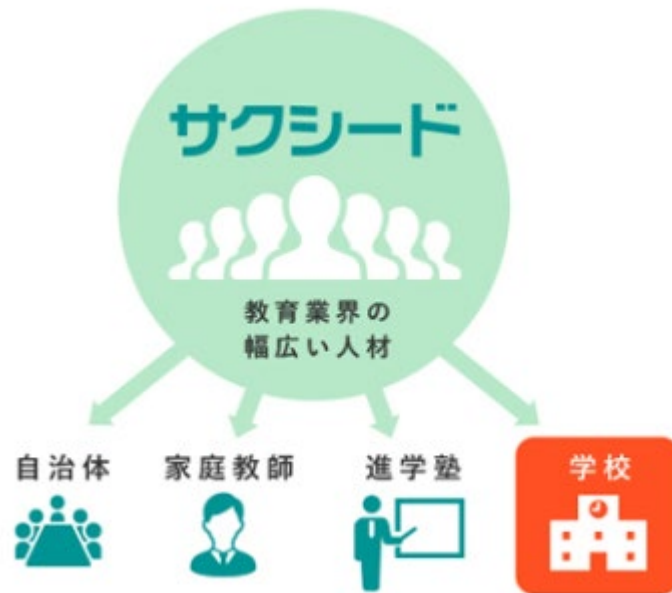 サクシード
教育業界の
幅広い人材
自治体
家庭教師
進学塾
学校